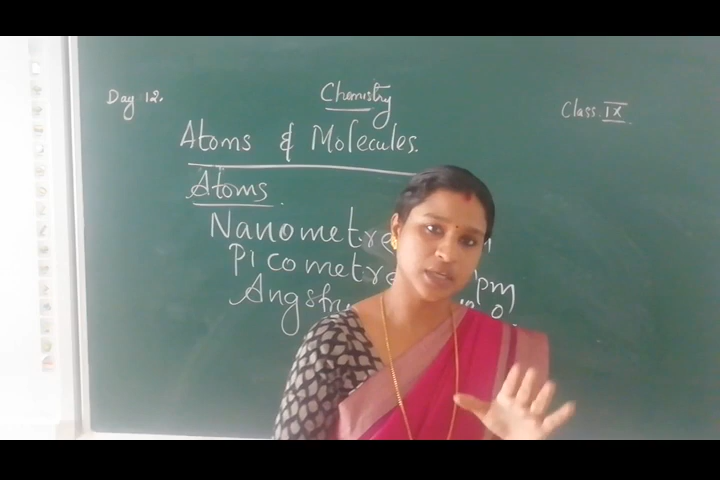 Day 12.
Chemistry
Class IX
Atoms & Molecules.
Atoms.
Nanometre
Picometre pm